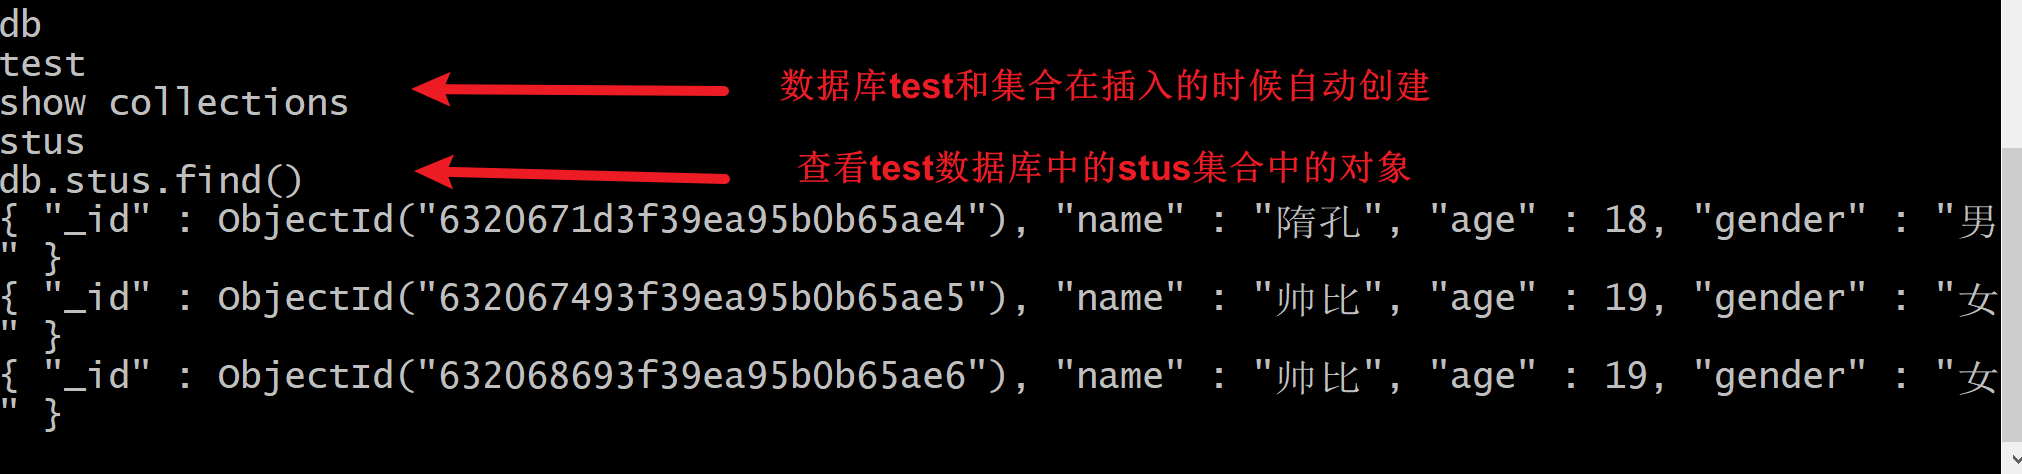 db
test
show collections
数据库test和集合在插入的时候自动创建
stus
db.stus.find()
查看test数据库中的stus集合中的对象
{ "_id" : ObjectId("6320671d3f39ea95b0b65ae4"), "name" : "隋孔", "age" : 18, "gender" : "男
" }
{ "_id" : ObjectId("632067493f39ea95b0b65ae5"), "name" : "帅比", "age" : 19, "gender" : "女
" }
{ "_id" : ObjectId("632068693f39ea95b0b65ae6"), "name" : "帅比", "age" : 19, "gender" : "女
" }